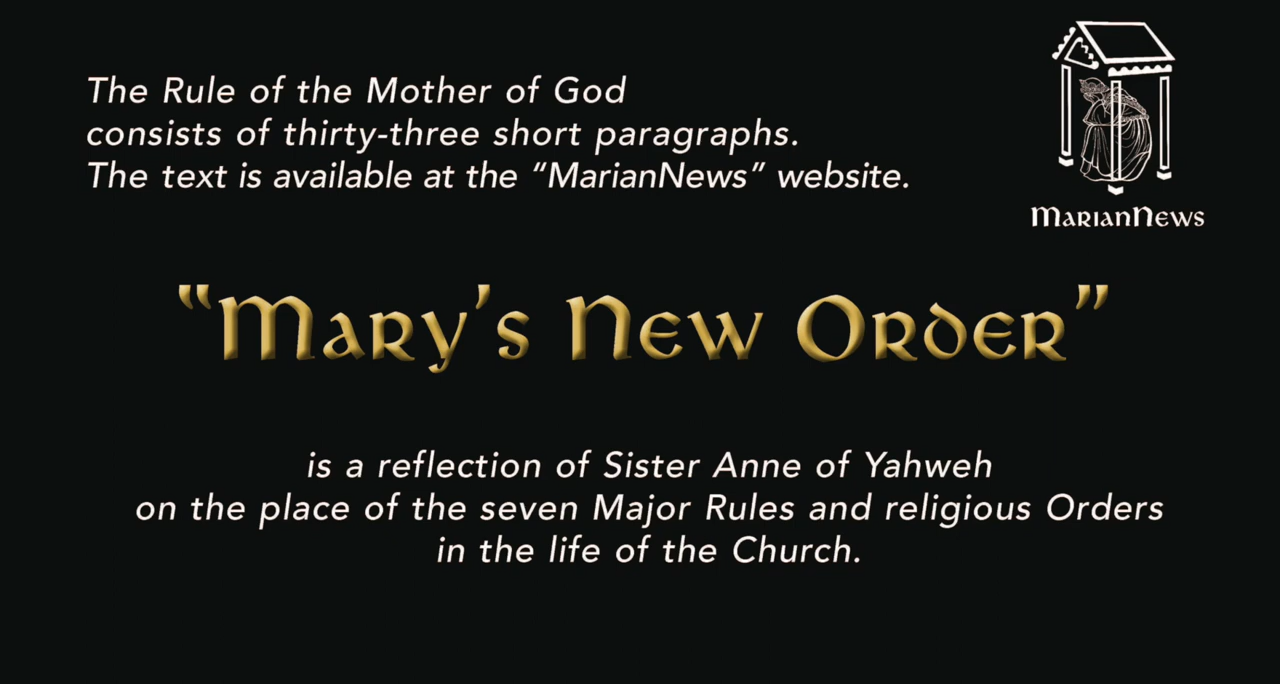 The Rule of the Mother of God
consists of thirty-three short paragraphs.
The text is available at the “MarianNews” website.
MarianNews
“Mary’s New Order”
is a reflection of Sister Anne of Yahweh
on the place of the seven Major Rules and religious Orders
in the life of the Church.